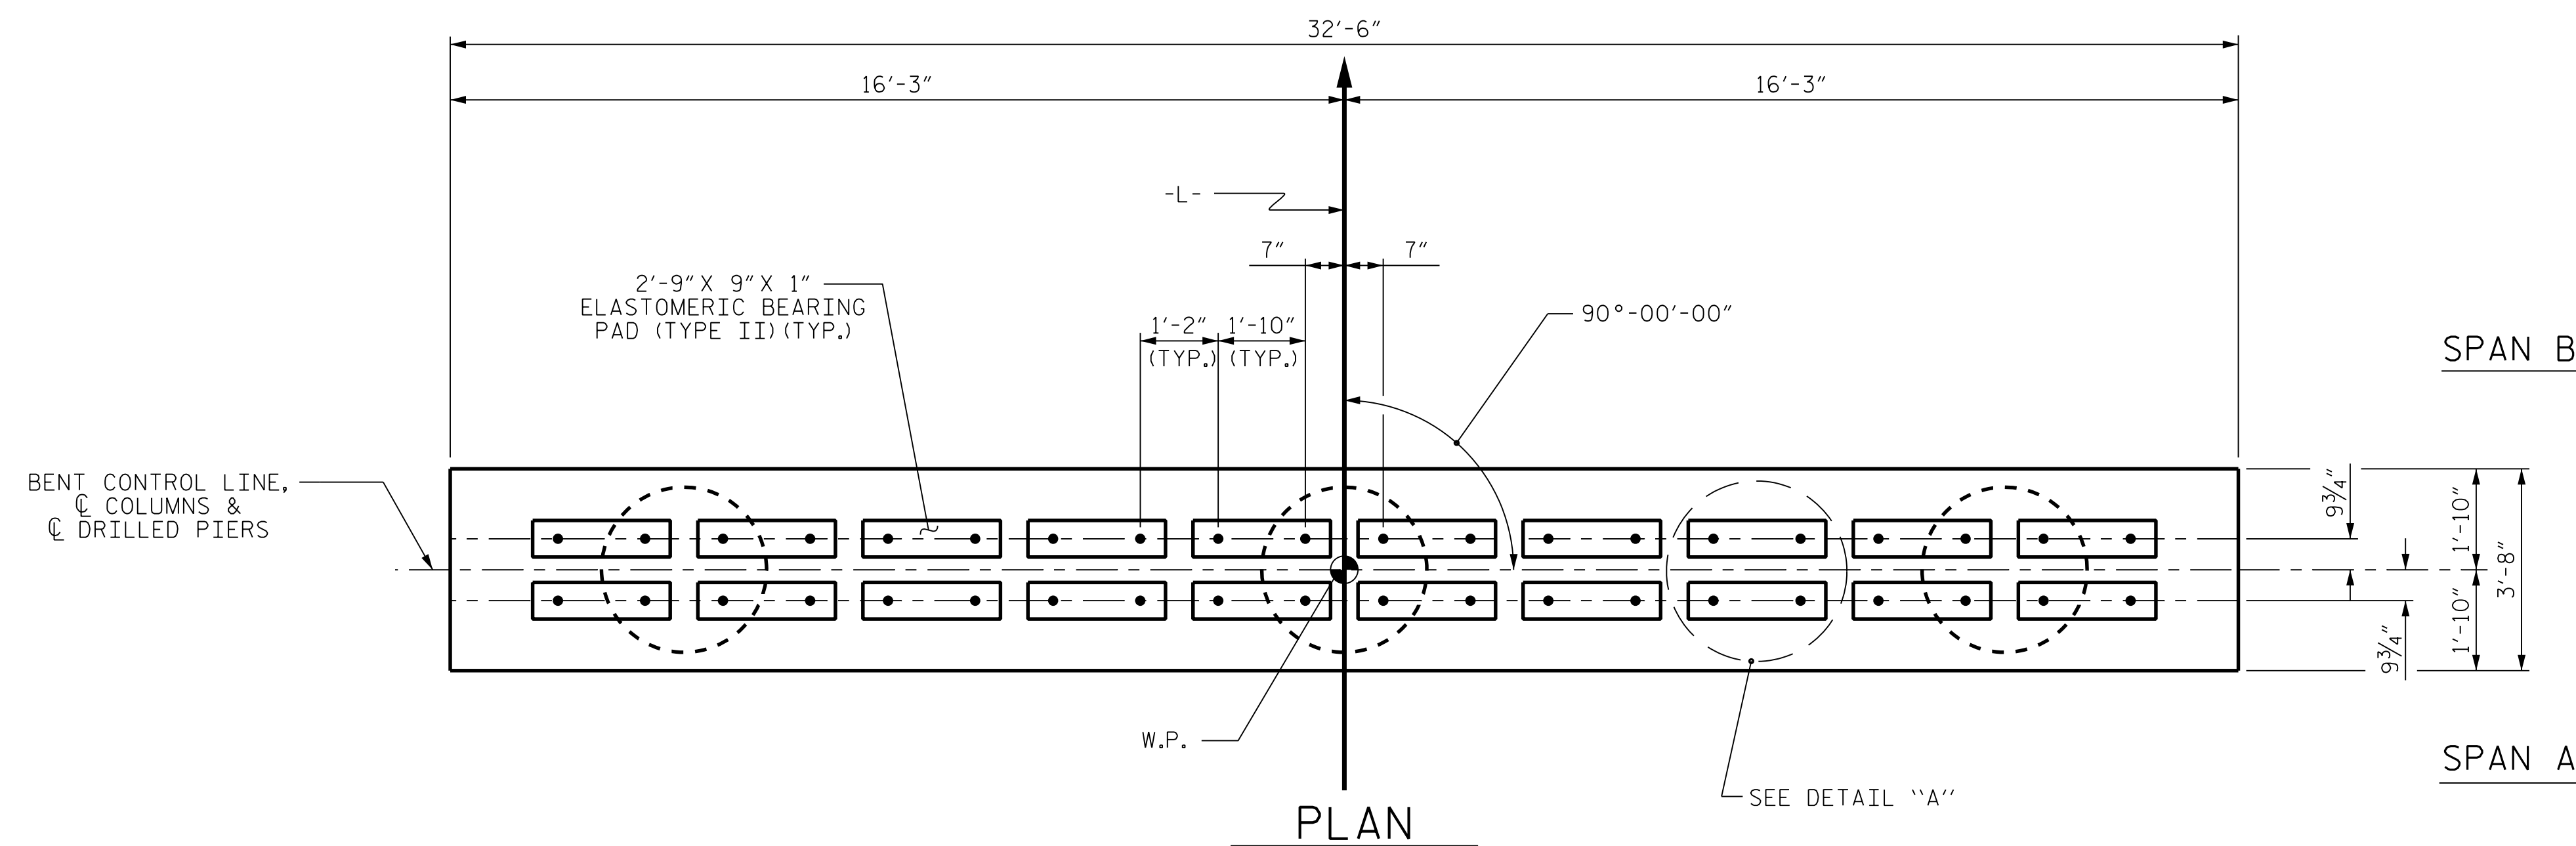 32'-6"
16'-3"
16'-3"
-L-
7"
7"
2'-9" X 9" X 1"
ELASTOMERIC BEARING
PAD (TYPE II)(TYP.)
1'-2"
(TYP.)
1'-10"
(TYP.)
90°-00'-00"
SPAN B
BENT CONTROL LINE,
℄ COLUMNS &
℄ DRILLED PIERS
9¾"
1'-10"
3'-8"
1'-10"
9¾"
W.P.
SEE DETAIL "A"
SPAN A
PLAN